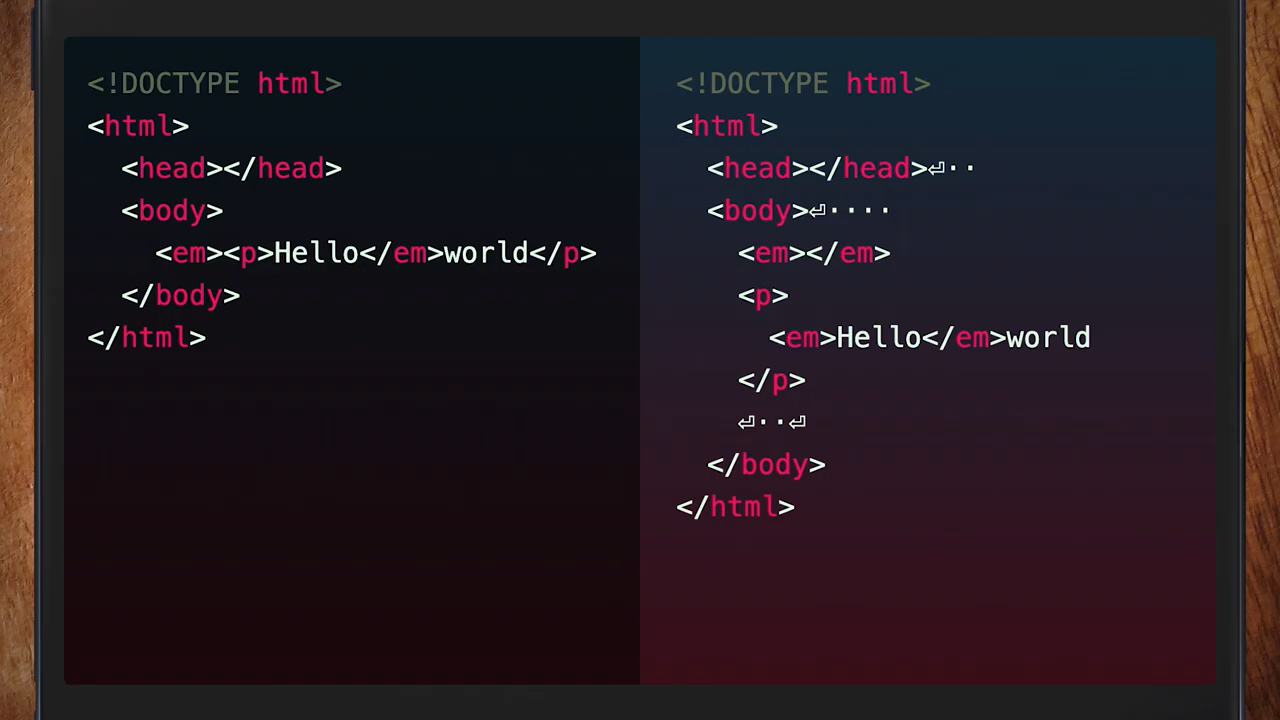 <!DOCTYPE html>
<html>
  <head></head>
  <body>
    <em><p>Hello</em>world</p>
  </body>
</html>
<!DOCTYPE html>
<html>
  <head></head>⏎··
  <body>⏎····
    <em></em>
    <p>
      <em>Hello</em>world
    </p>
    ⏎··⏎
  </body>
</html>